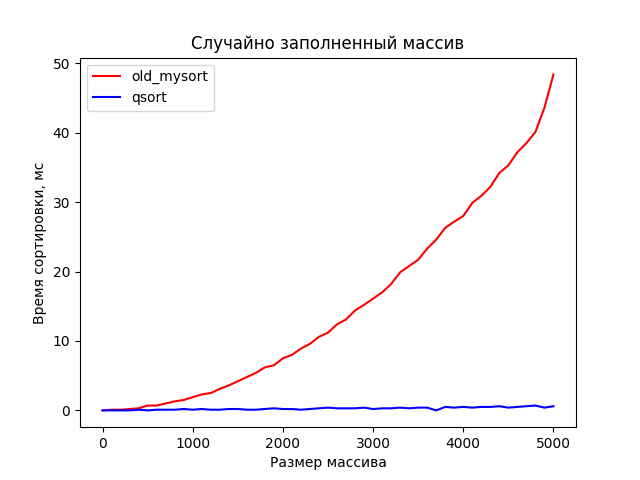 Случайно заполненный массив
old_mysort
qsort
Время сортировки, мс
50
40
30
20
10
0
0 1000 2000 3000 4000 5000
Размер массива